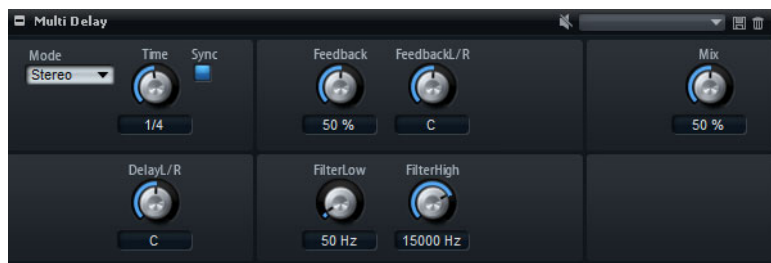 Multi Delay
Mode Time Sync Feedback FeedbackL/R Mix
Stereo
1/4 50 % C 50 %
DelayL/R FilterLow FilterHigh
C 50 Hz 15000 Hz